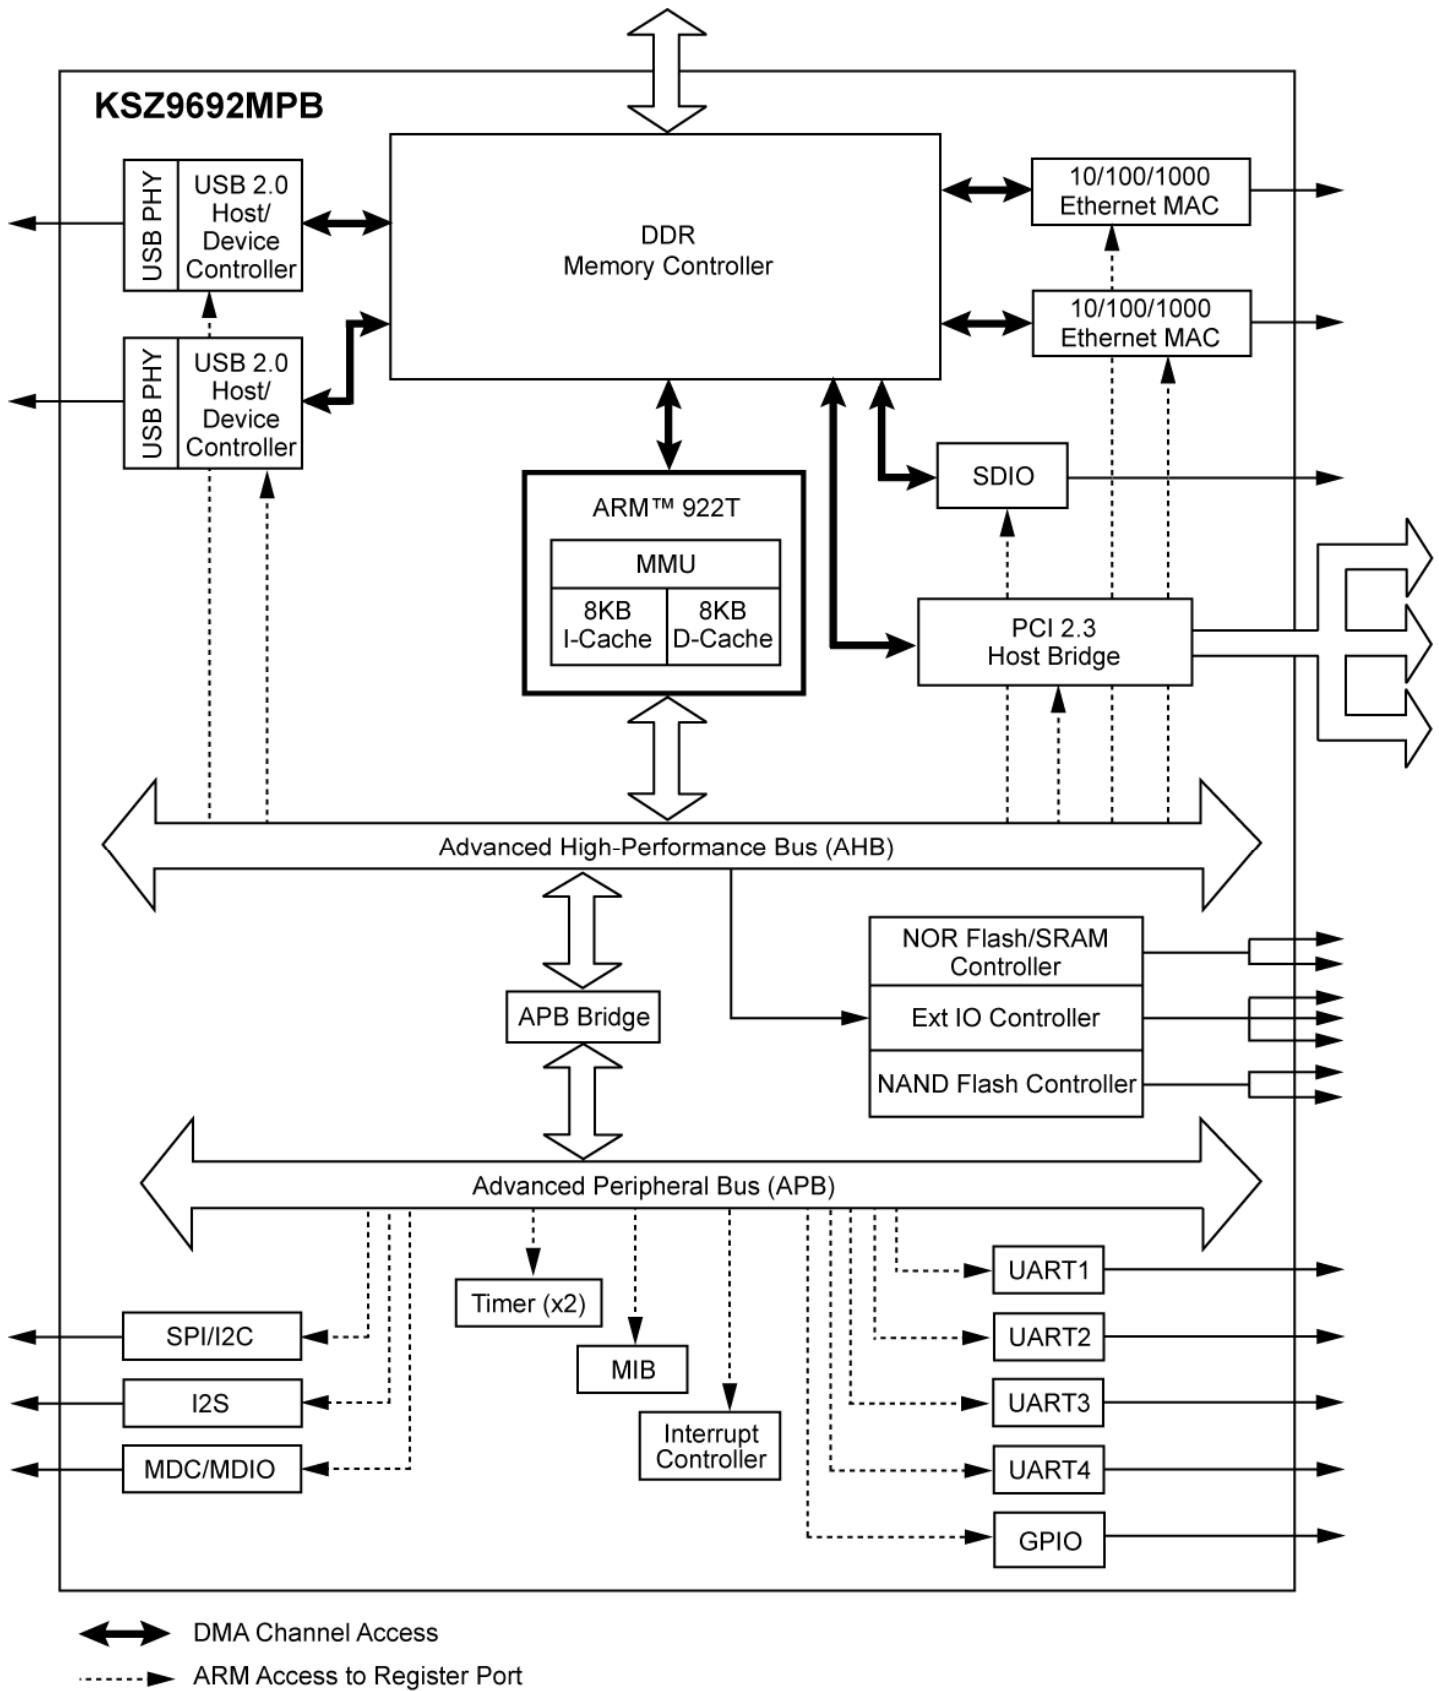 KSZ9692MPB
USB PHY
USB 2.0
Host/
Device
Controller
DDR
Memory Controller
10/100/1000
Ethernet MAC
10/100/1000
Ethernet MAC
USB PHY
USB 2.0
Host/
Device
Controller
SDIO
ARM™ 922T
MMU
8KB
I-Cache
8KB
D-Cache
PCI 2.3
Host Bridge
Advanced High-Performance Bus (AHB)
NOR Flash/SRAM
Controller
APB Bridge
Ext IO Controller
NAND Flash Controller
Advanced Peripheral Bus (APB)
UART1
Timer (x2)
SPI/I2C
UART2
MIB
I2S
UART3
Interrupt
Controller
MDC/MDIO
UART4
GPIO
DMA Channel Access
ARM Access to Register Port